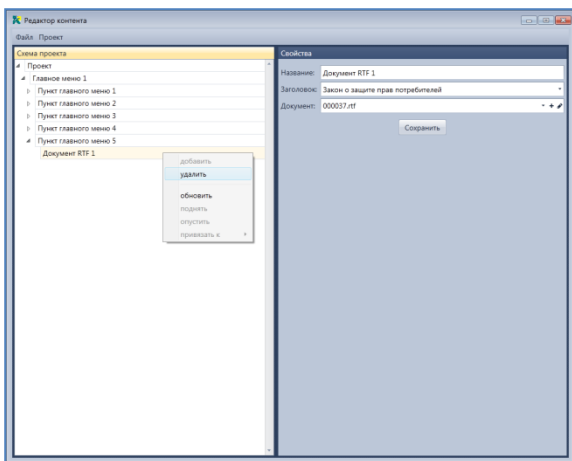 Редактор контента
Файл Проект
Схема проекта
Проект
Главное меню 1
Пункт главного меню 1
Пункт главного меню 2
Пункт главного меню 3
Пункт главного меню 4
Пункт главного меню 5
Документ RTF 1
добавить
удалить
обновить
поднять
опустить
привязать к
Свойства
Название: Документ RTF 1
Заголовок: Закон о защите прав потребителей
Документ: 000037.rtf
Сохранить